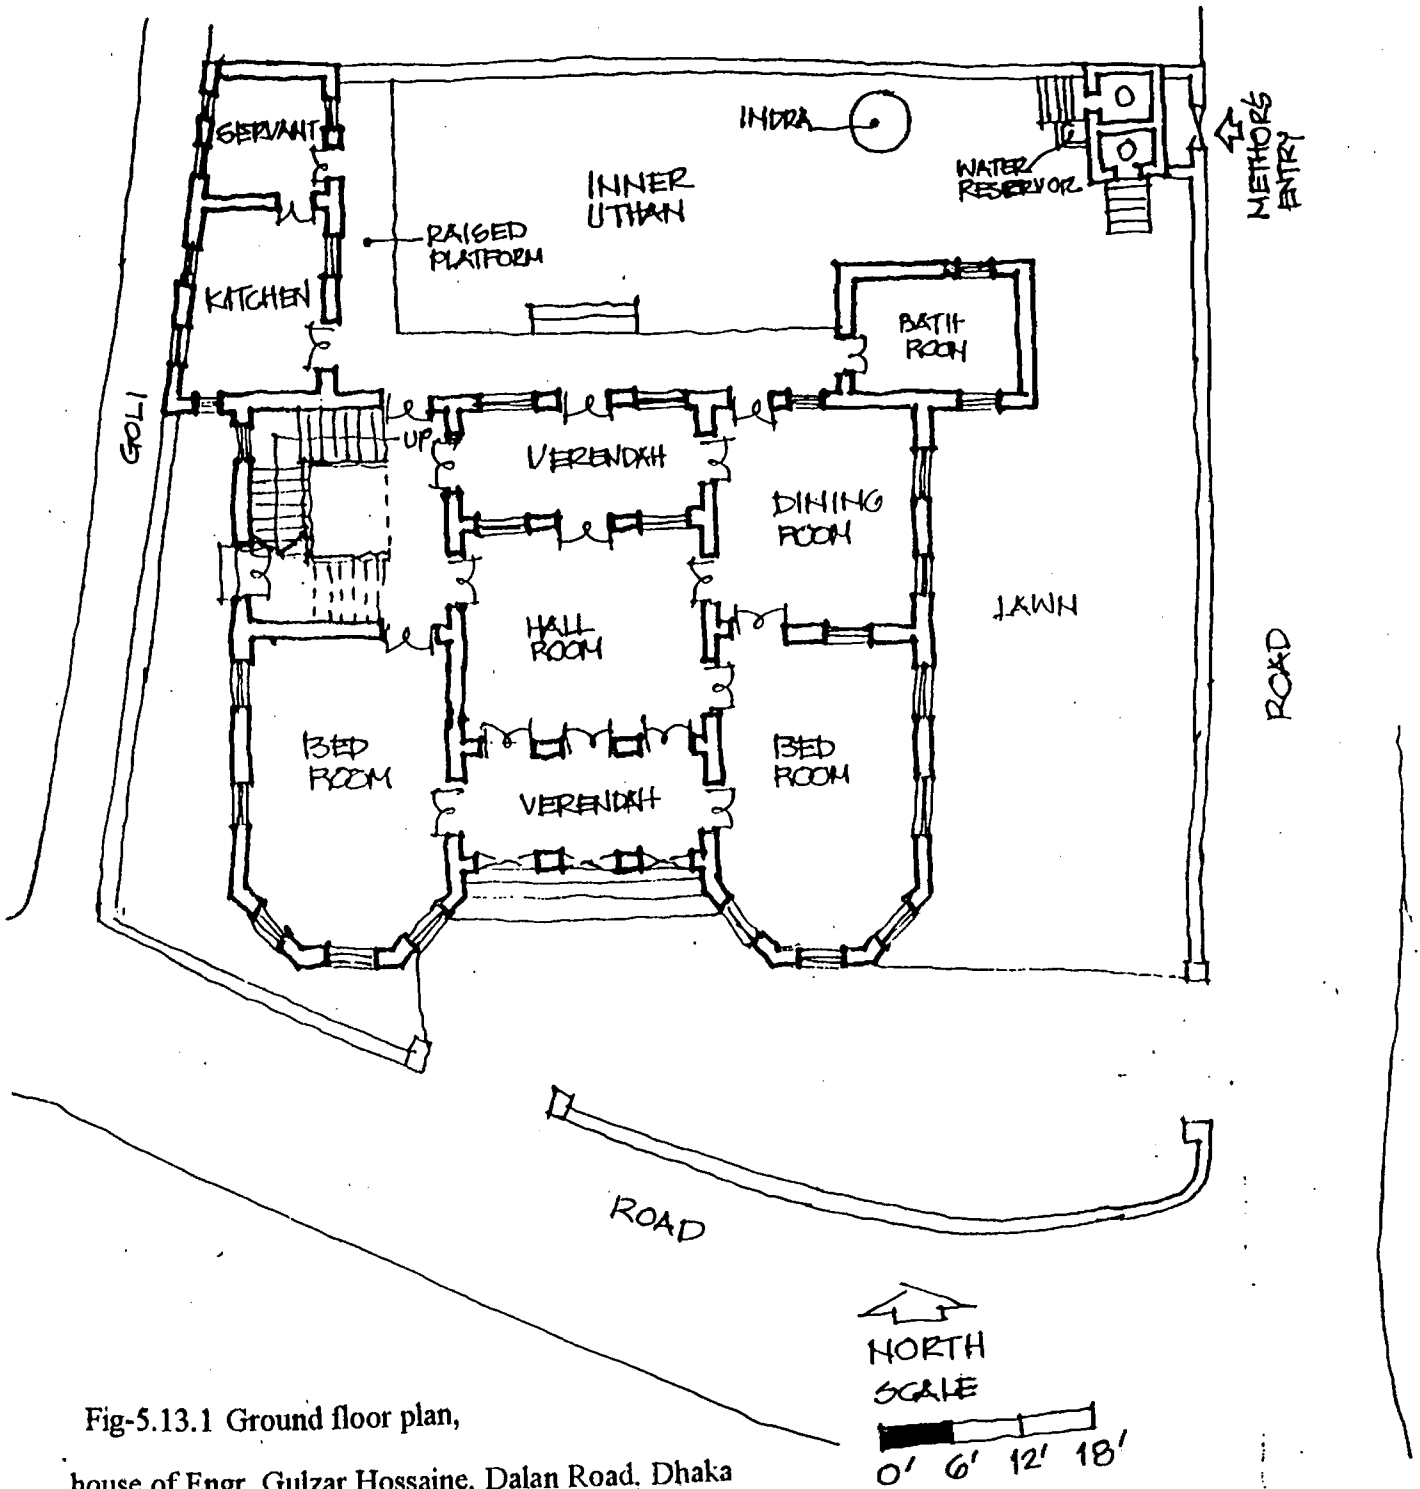 SERVANT
INDRA
METHOR'S
ENTRY
WATER
RESERVOR
INNER
UTHAN
RAISED
PLATFORM
KITCHEN
BATH
ROOM
GOLI
UP
VERENDAH
DINING
ROOM
LAWN
HALL
ROOM
ROAD
BED
ROOM
BED
ROOM
VERENDAH
ROAD
NORTH
SCALE
0' 6' 12' 18'
Fig-5.13.1 Ground floor plan,
house of Engr. Gulzar Hossaine, Dalan Road, Dhaka